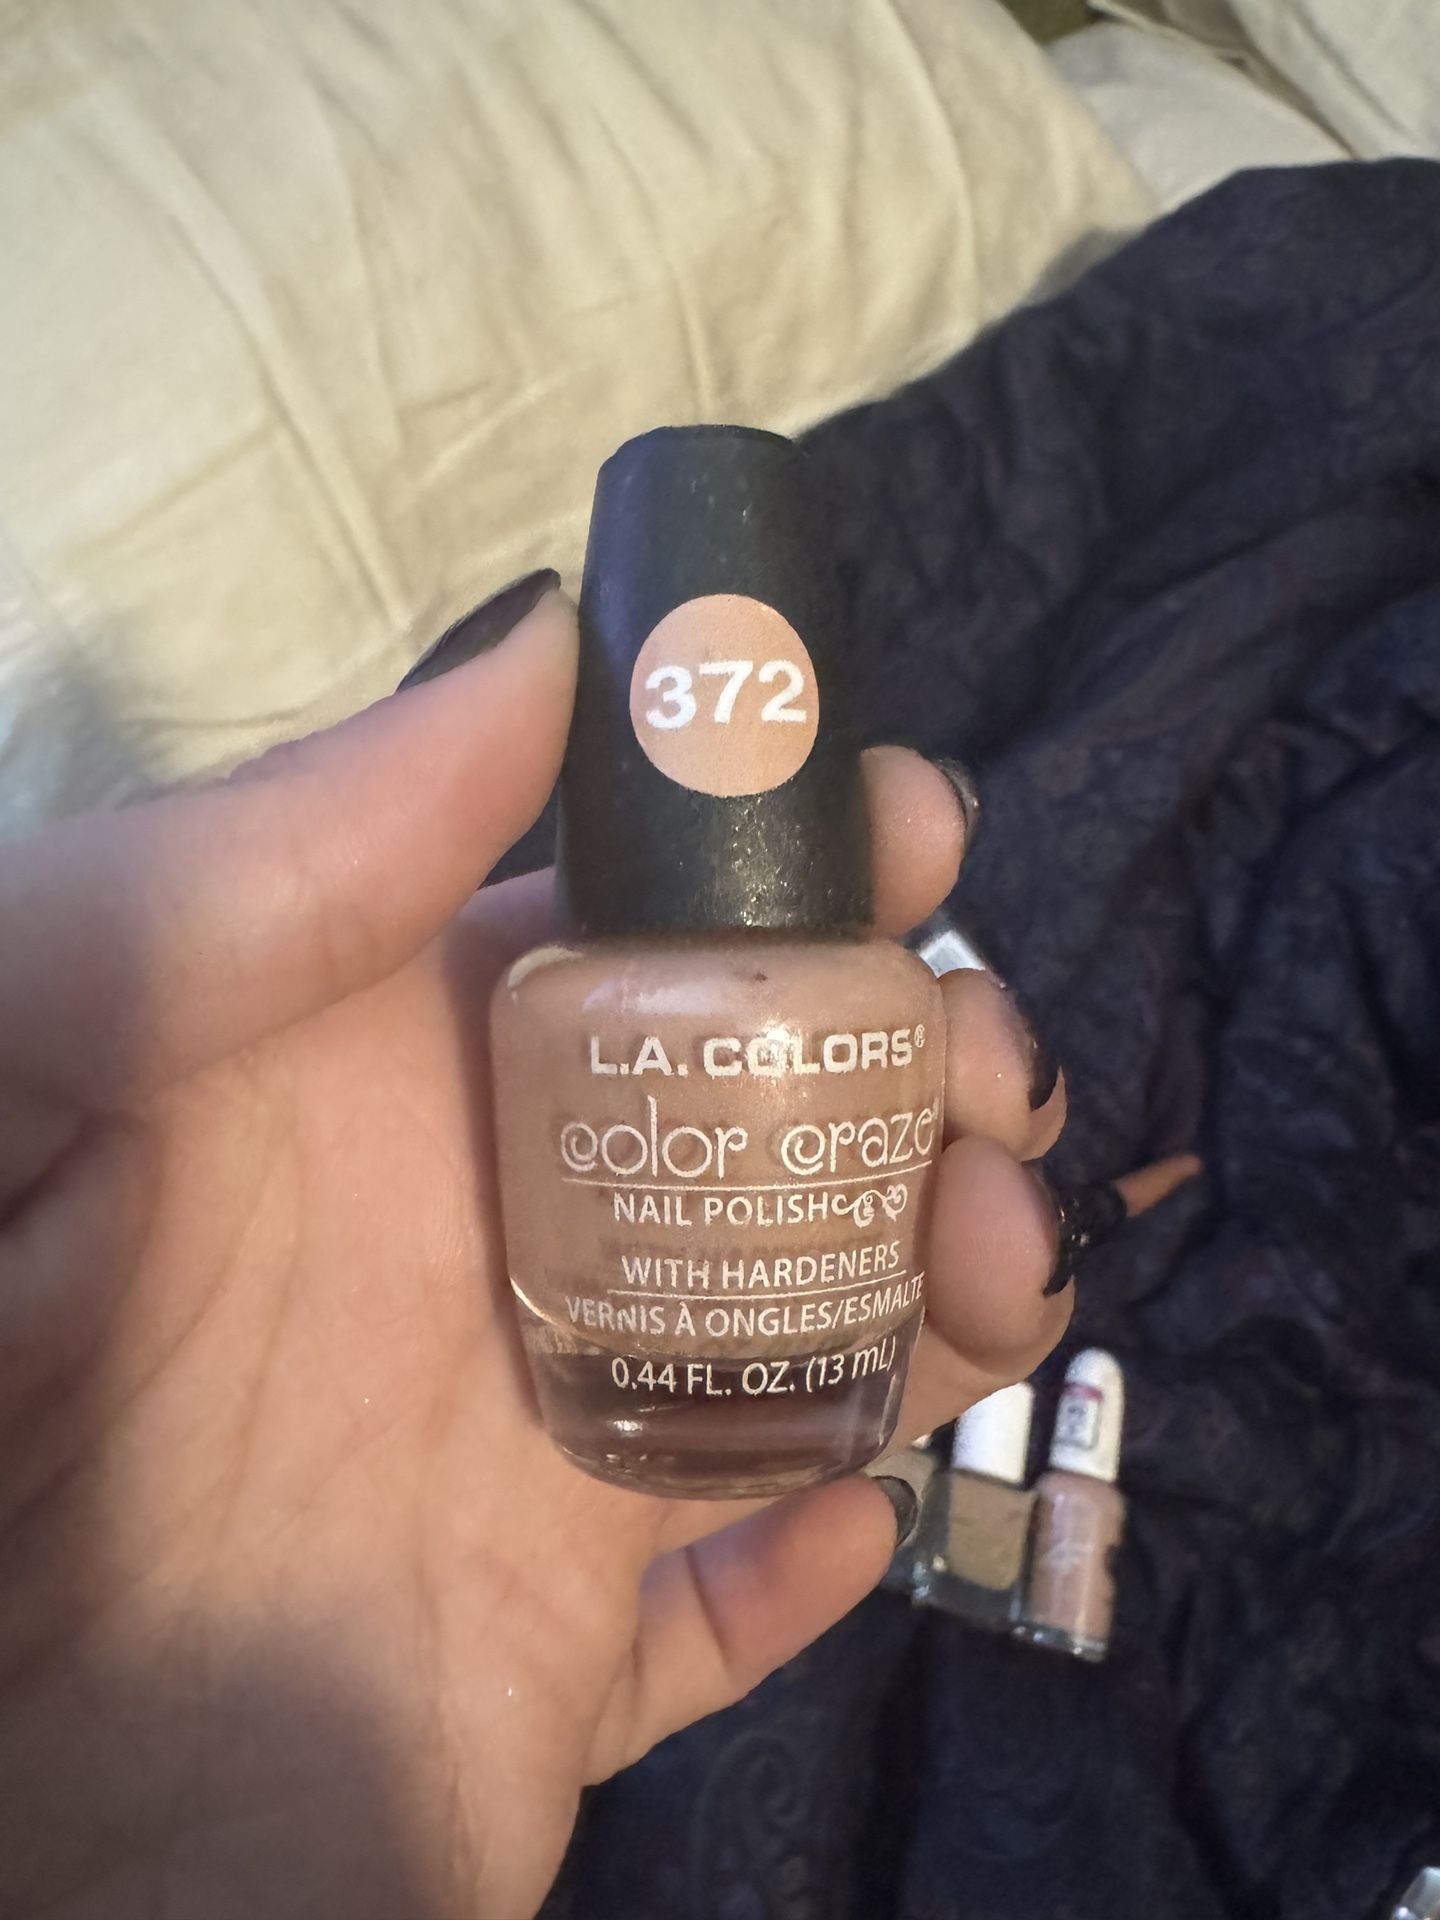 372
L.A. COLORS®
color craze®
NAIL POLISH
WITH HARDENERS
VERNIS À ONGLES/ESMALTE
0.44 FL. OZ. (13 mL)